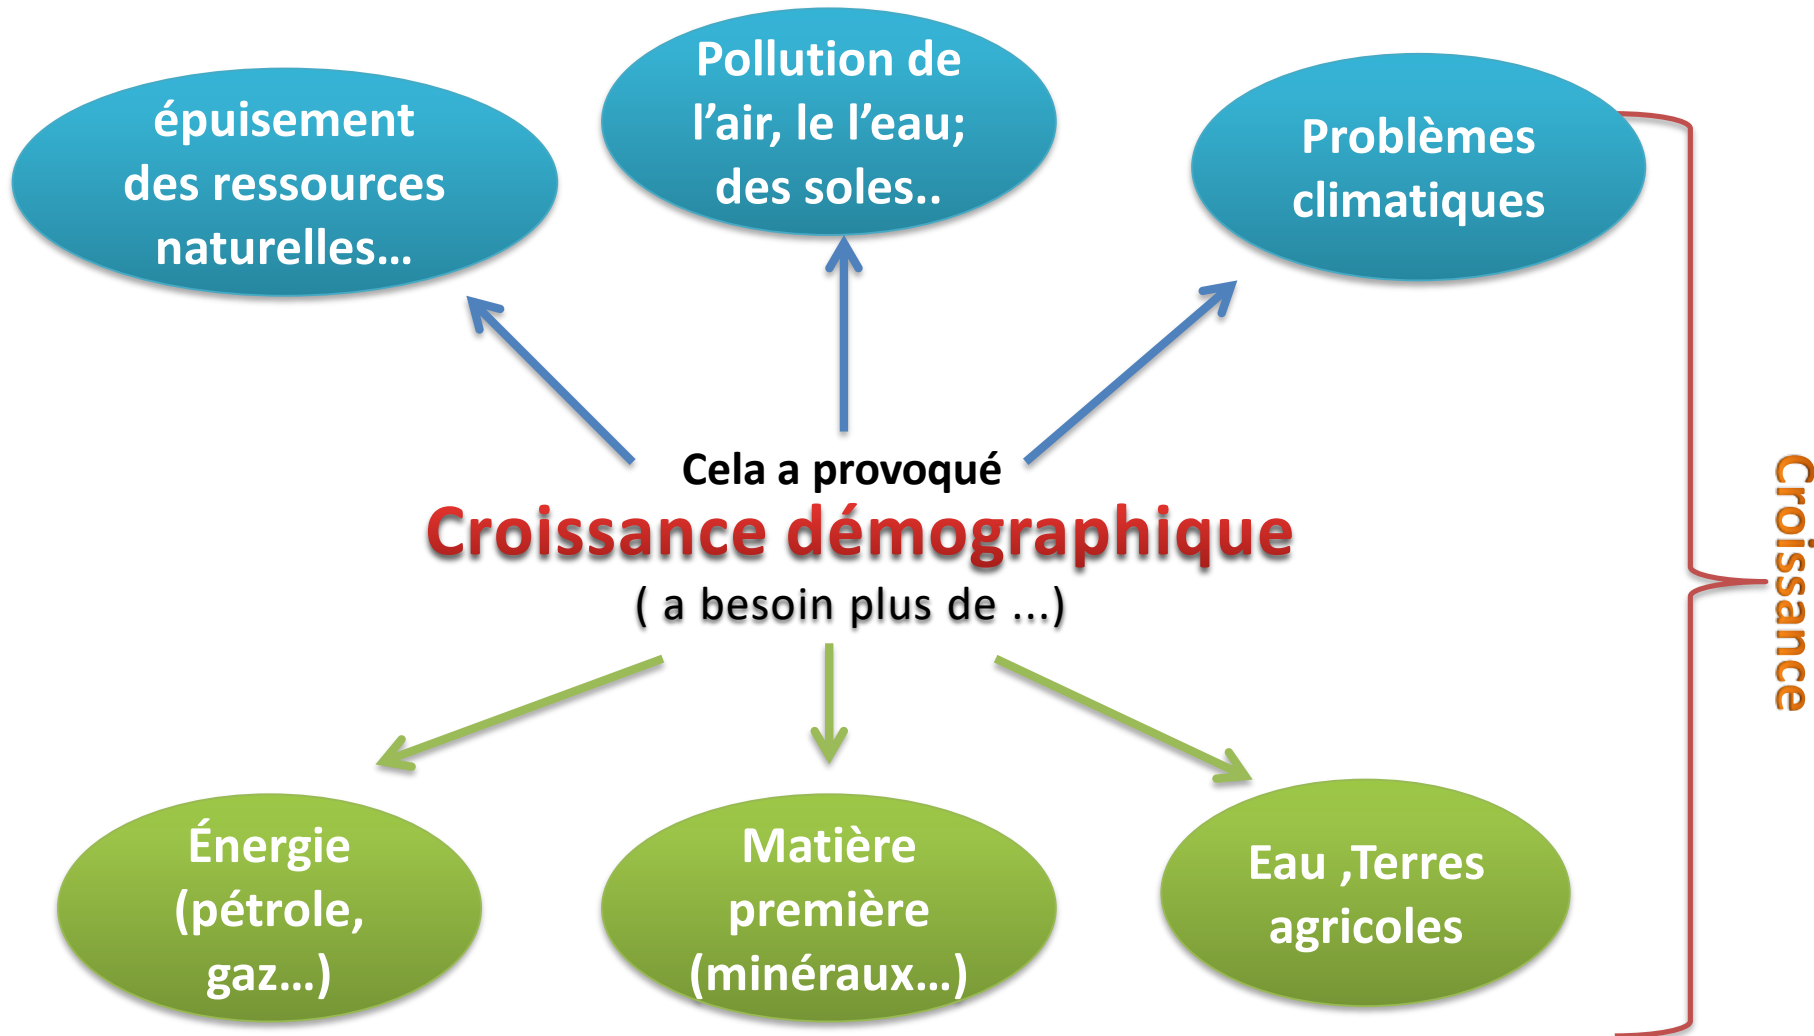 épuisement
des ressources
naturelles...
Pollution de
l’air, le l’eau;
des soles..
Problèmes
climatiques
Cela a provoqué
Croissance démographique
( a besoin plus de ...)
Croissance
Énergie
(pétrole,
gaz...)
Matière
première
(minéraux...)
Eau ,Terres
agricoles